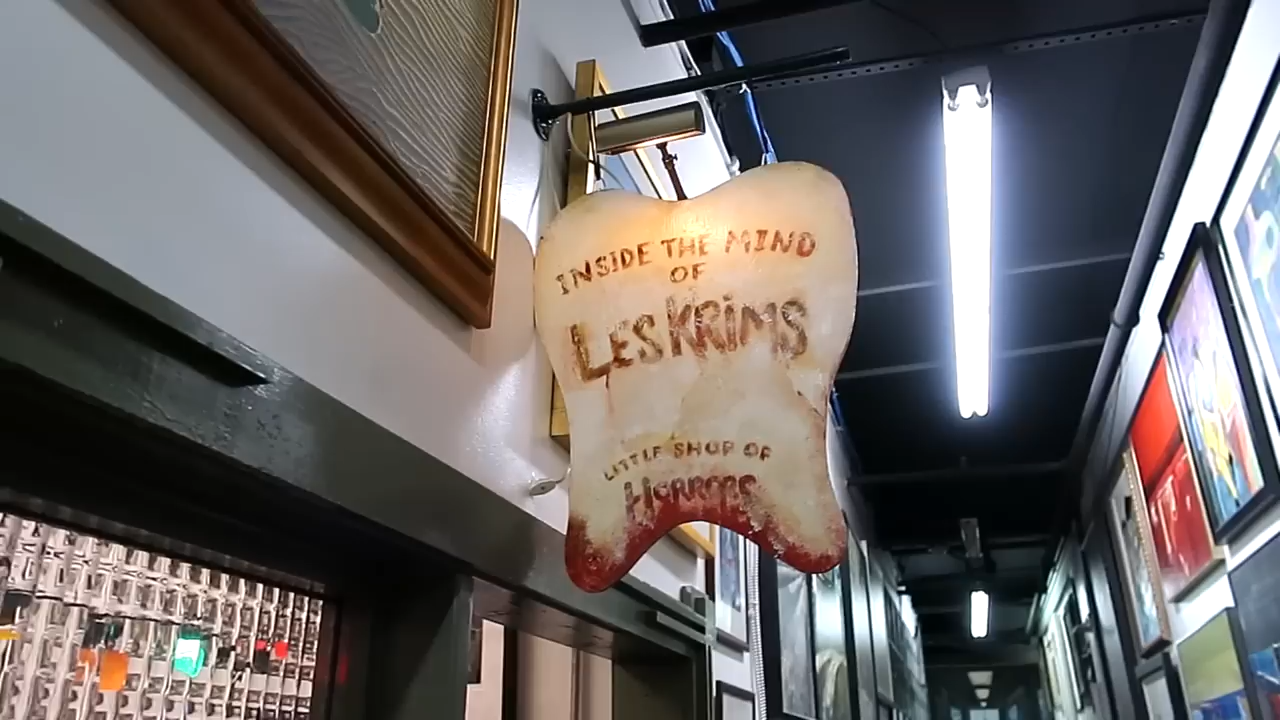 INSIDE THE MIND
OF
LES KRIMS
LITTLE SHOP OF
HORRORS